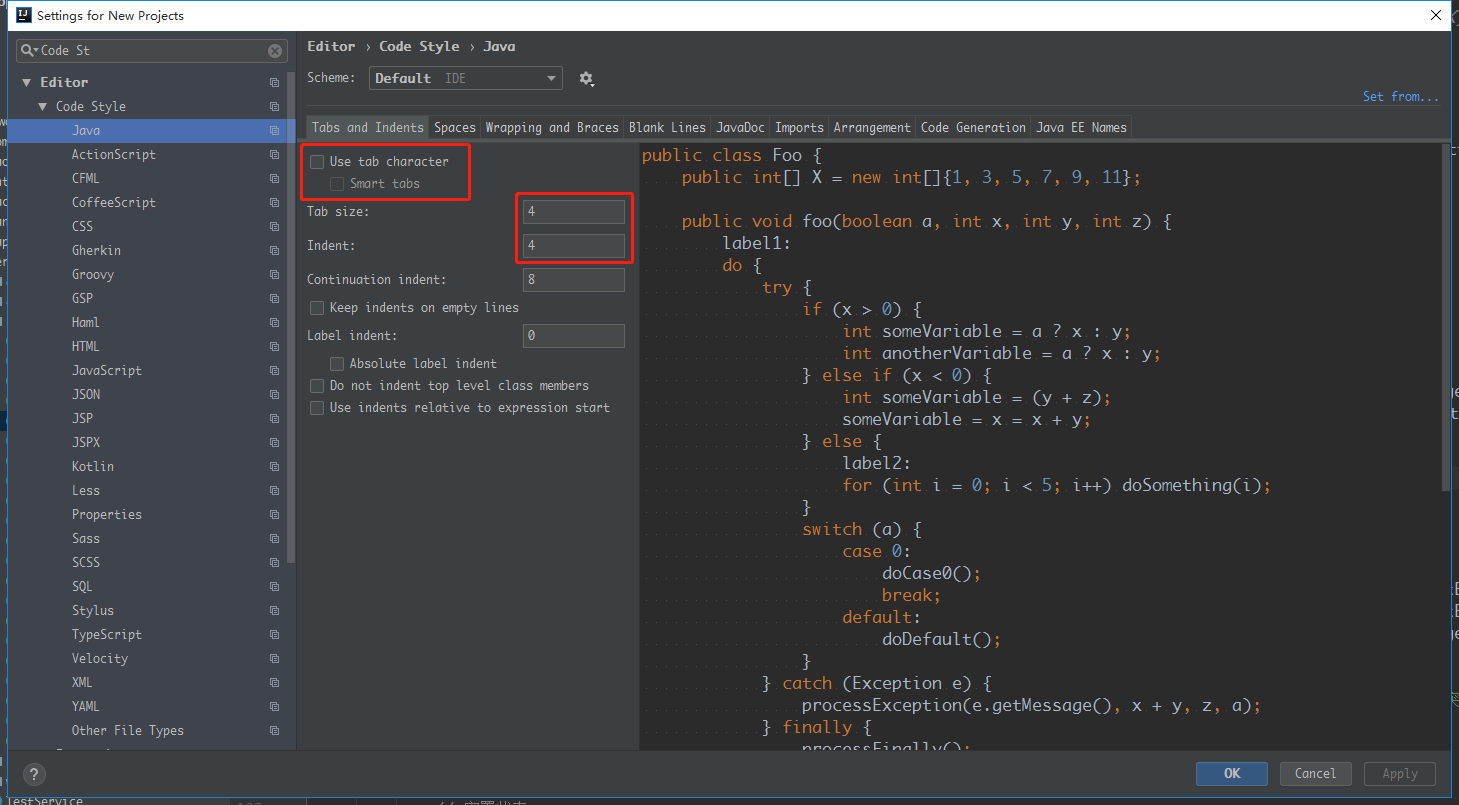 Settings for New Projects
Code St
Editor
Code Style
Java
ActionScript
CFML
CoffeeScript
CSS
Gherkin
Groovy
GSP
Haml
HTML
JavaScript
JSON
JSP
JSPX
Kotlin
Less
Properties
Sass
SCSS
SQL
Stylus
TypeScript
Velocity
XML
YAML
Other File Types
Editor › Code Style › Java
Scheme: Default IDE
Set from...
Tabs and Indents Spaces Wrapping and Braces Blank Lines JavaDoc Imports Arrangement Code Generation Java EE Names
Use tab character
Smart tabs
Tab size: 4
Indent: 4
Continuation indent: 8
Keep indents on empty lines
Label indent: 0
Absolute label indent
Do not indent top level class members
Use indents relative to expression start
public class Foo {
public int[] X = new int[]{1, 3, 5, 7, 9, 11};
public void foo(boolean a, int x, int y, int z) {
label1:
do {
try {
if (x > 0) {
int someVariable = a ? x : y;
int anotherVariable = a ? x : y;
} else if (x < 0) {
int someVariable = (y + z);
someVariable = x = x + y;
} else {
label2:
for (int i = 0; i < 5; i++) doSomething(i);
}
switch (a) {
case 0:
doCase0();
break;
default:
doDefault();
}
} catch (Exception e) {
processException(e.getMessage(), x + y, z, a);
} finally {
processFinally();
?
OK Cancel Apply
TestService